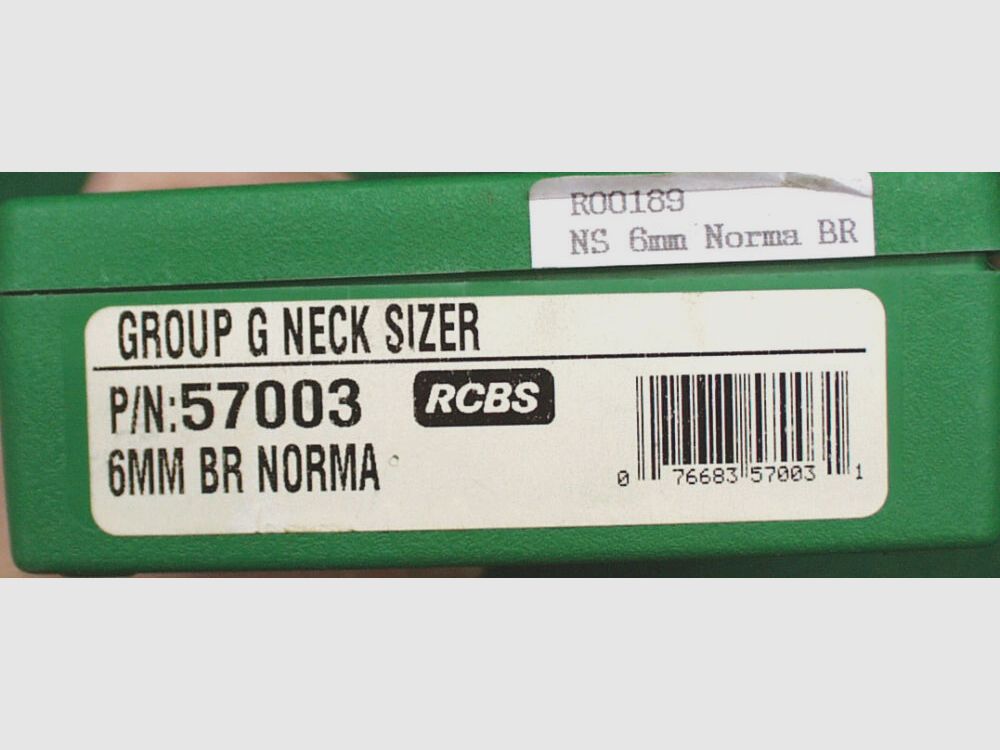 R00189
NS 6mm Norma BR
GROUP G NECK SIZER
P/N:57003
RCBS
6MM BR NORMA
0 76683 57003 1